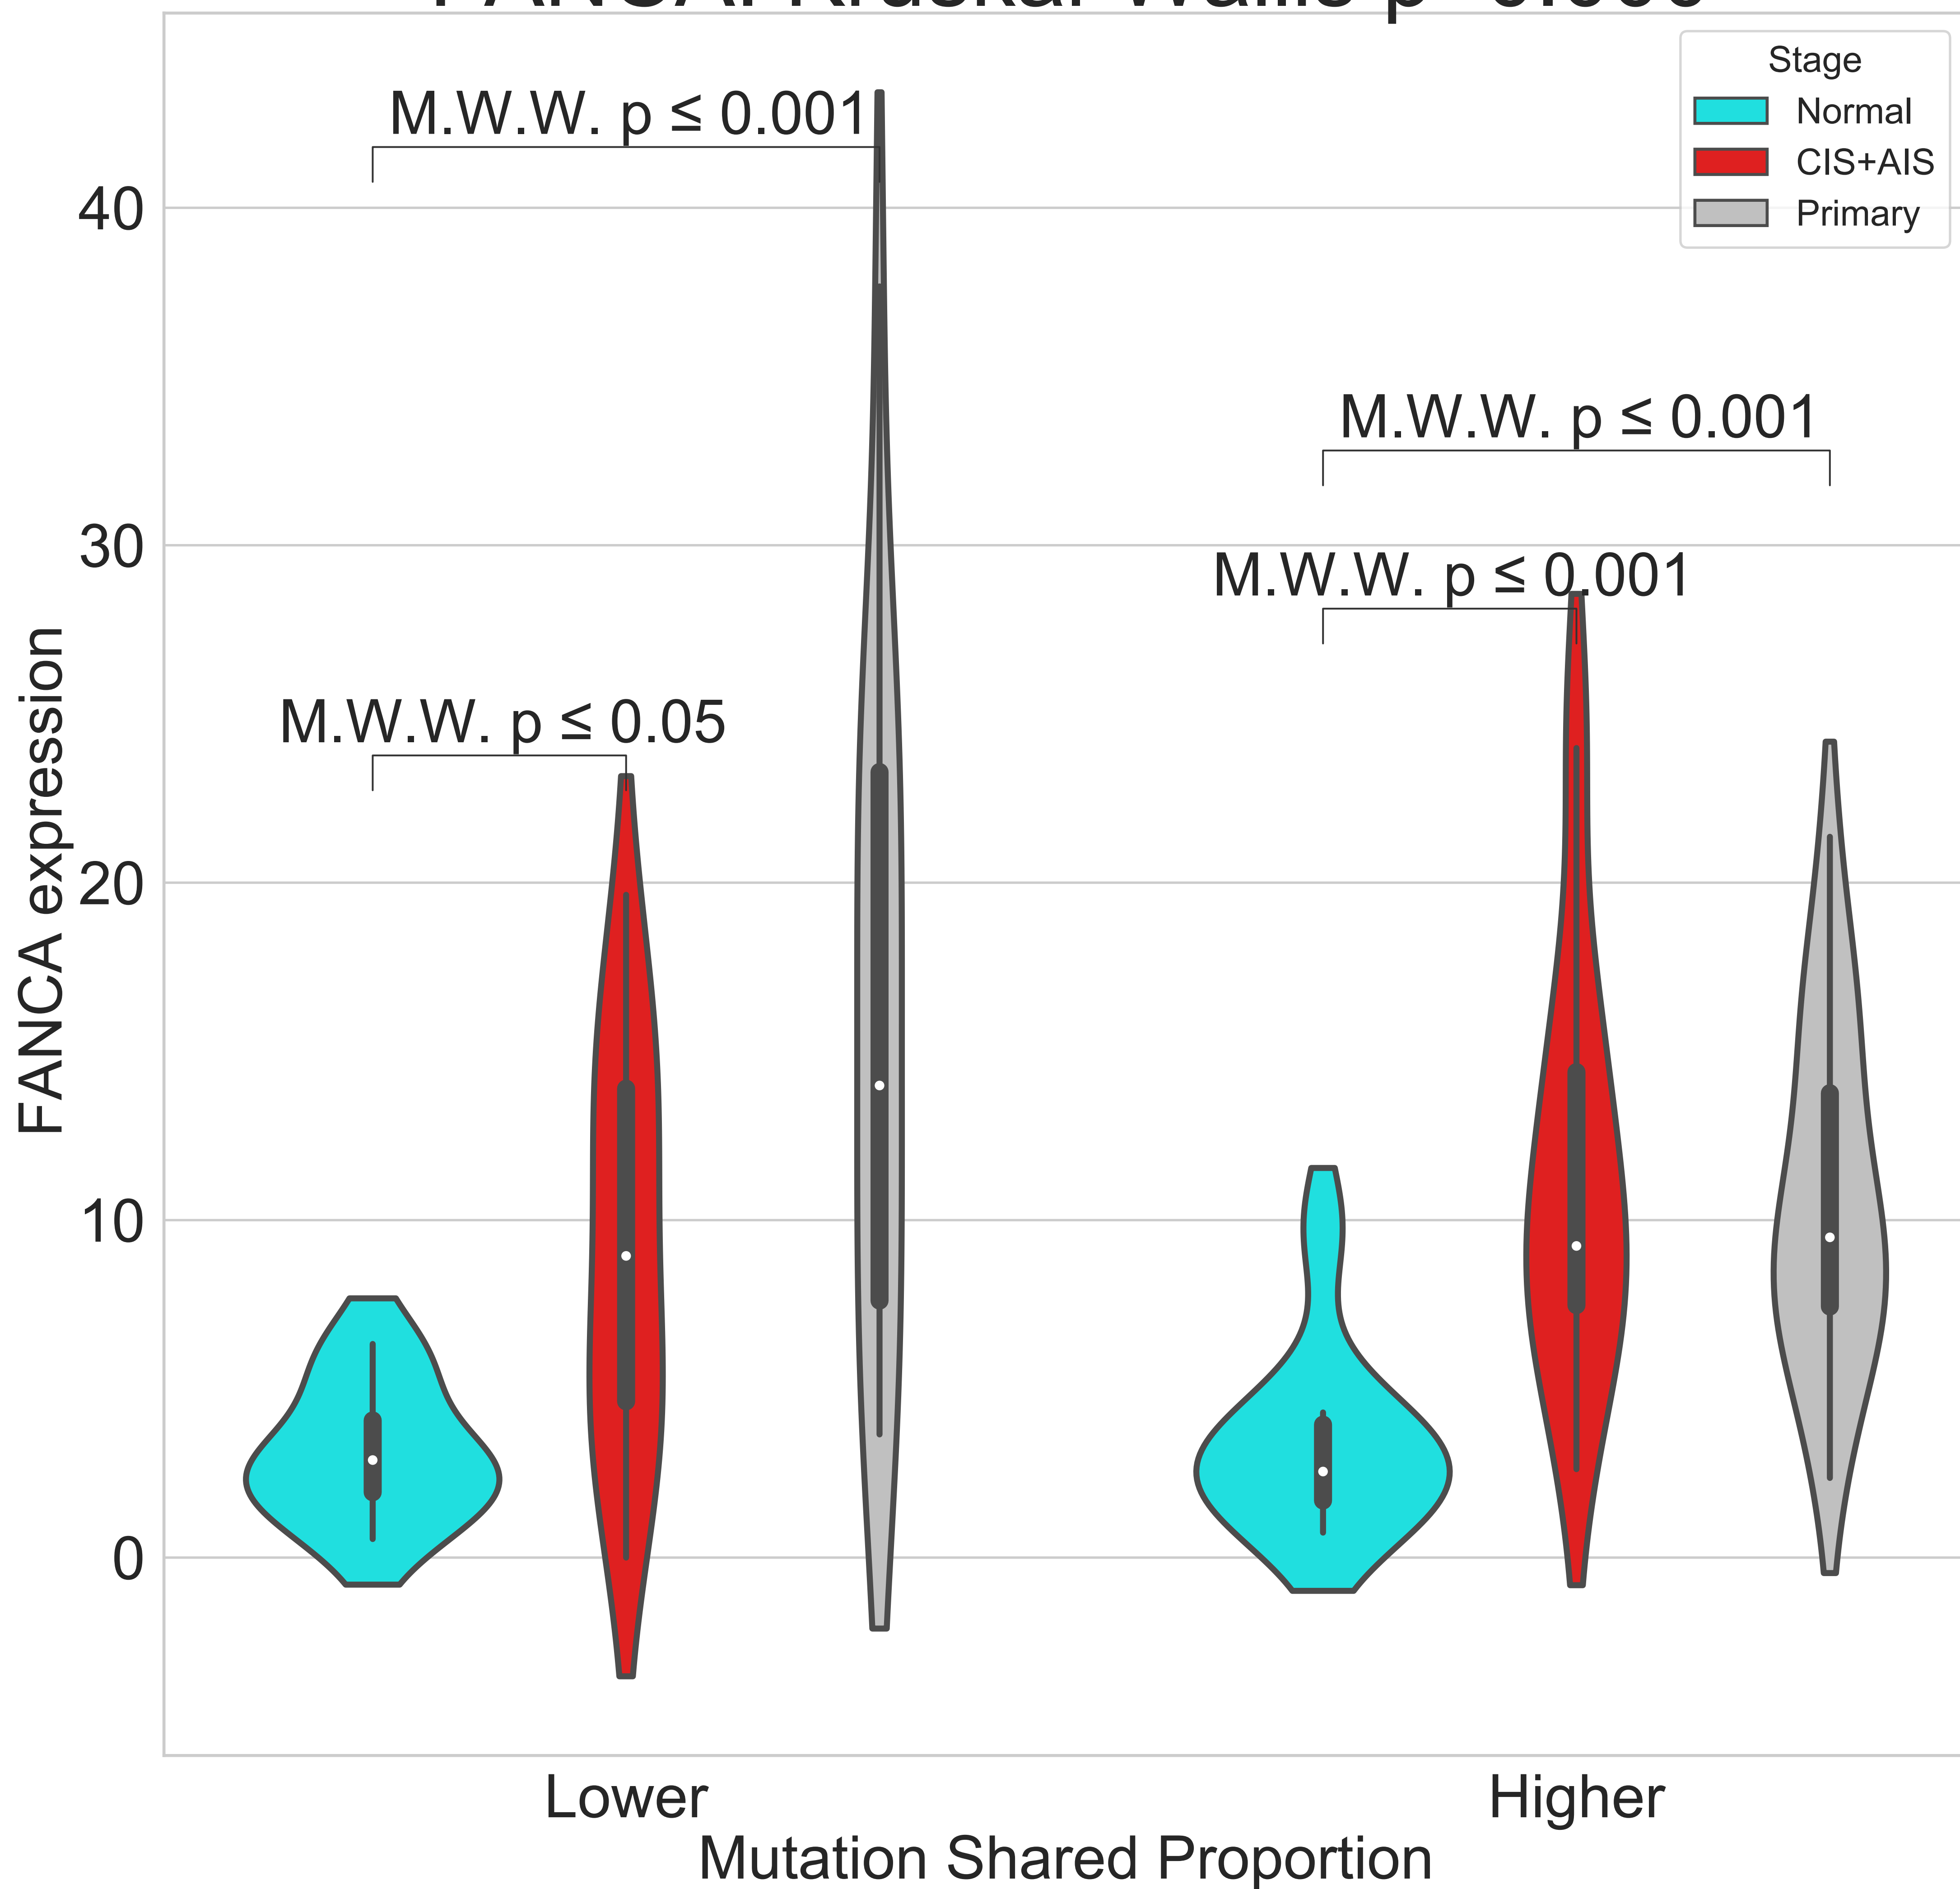 Stage
Normal
CIS+AIS
Primary
M.W.W. p ≤ 0.001
M.W.W. p ≤ 0.001
M.W.W. p ≤ 0.001
M.W.W. p ≤ 0.05
40
30
20
10
0
FANCA expression
Lower
Higher
Mutation Shared Proportion